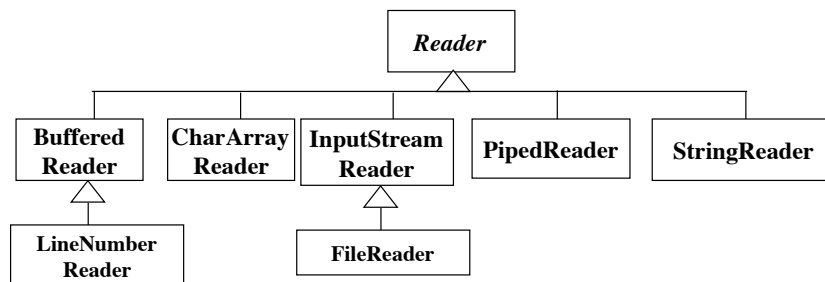 Reader
Buffered
Reader
CharArray
Reader
InputStream
Reader
PipedReader
StringReader
LineNumber
Reader
FileReader